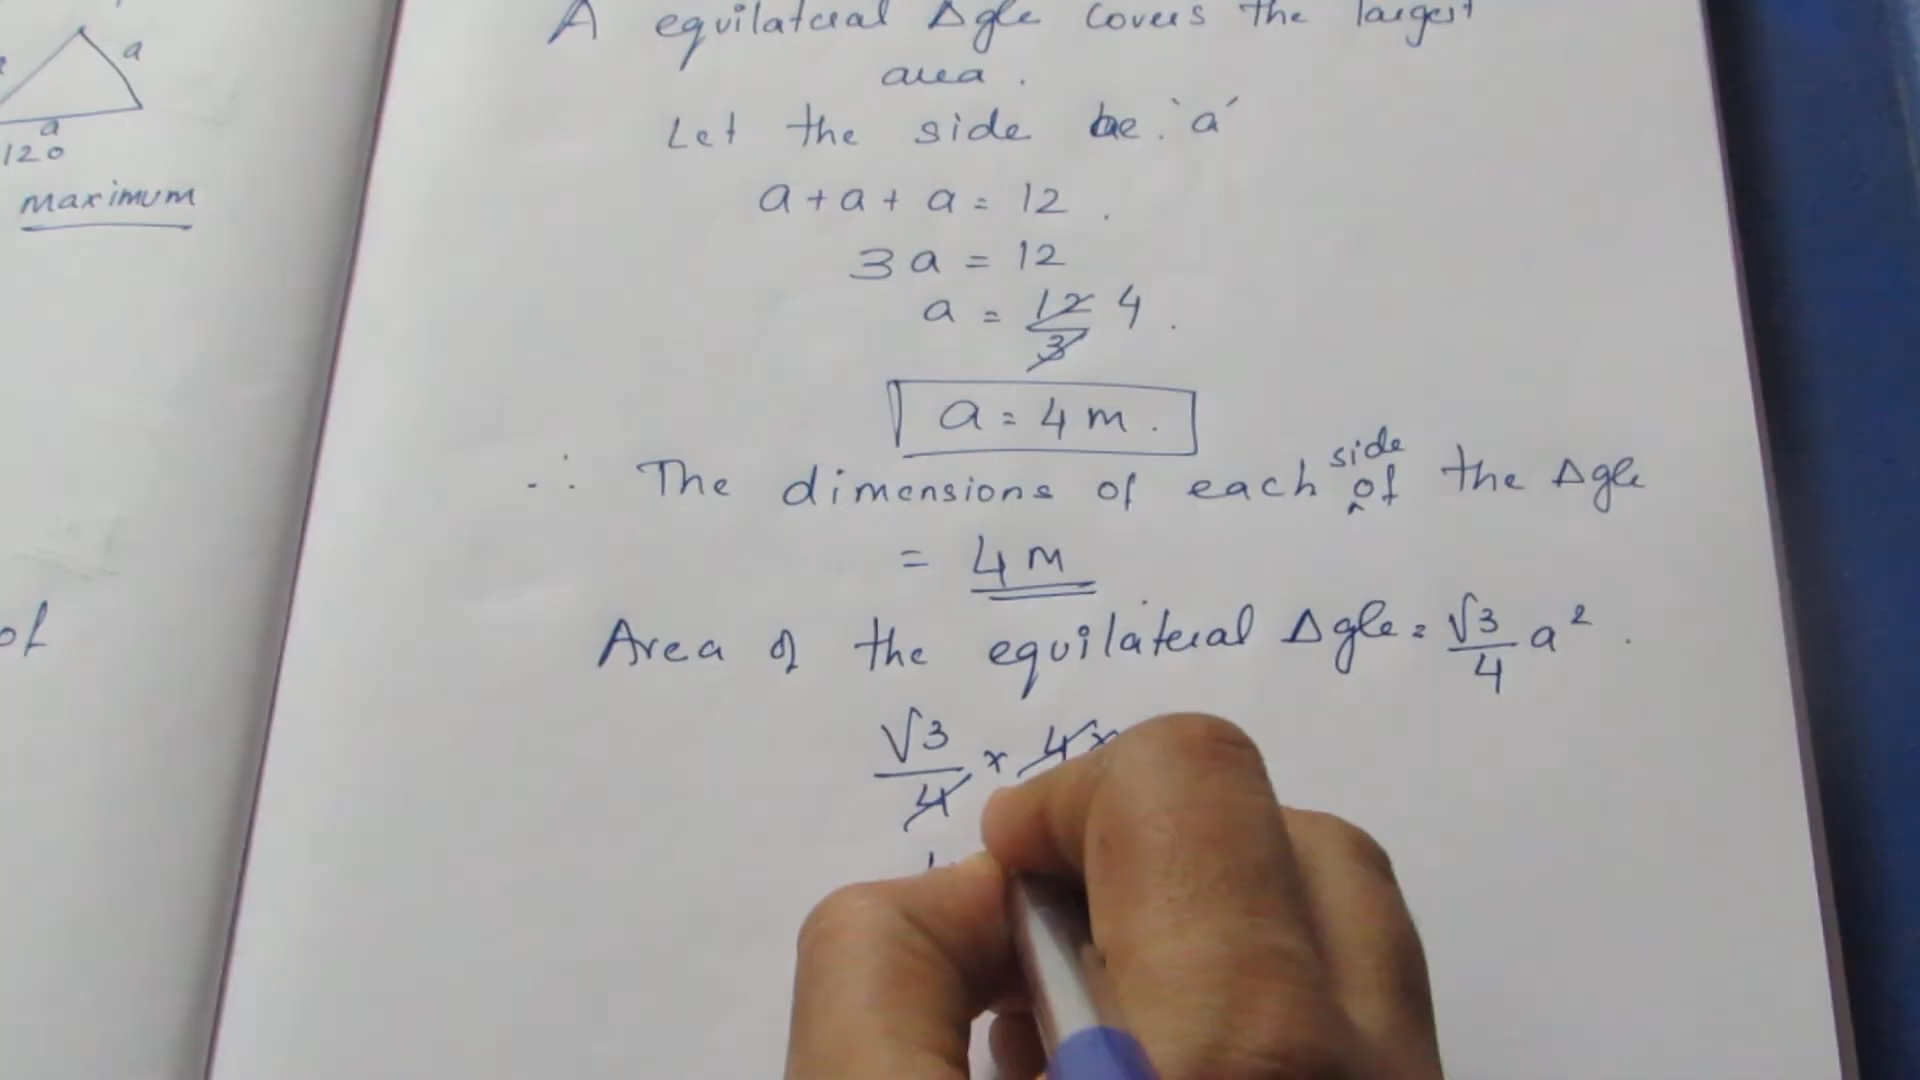 a
a
120
maximum
of
A equilateral Δgle covers the largest
area.
Let the side be 'a'
a + a + a = 12.
3a = 12
a = 12/3 4.
a = 4 m.
∴ The dimensions of each side of the Δgle
= 4 m
Area of the equilateral Δgle = √3/4 a².
√3/4 × 4 ×